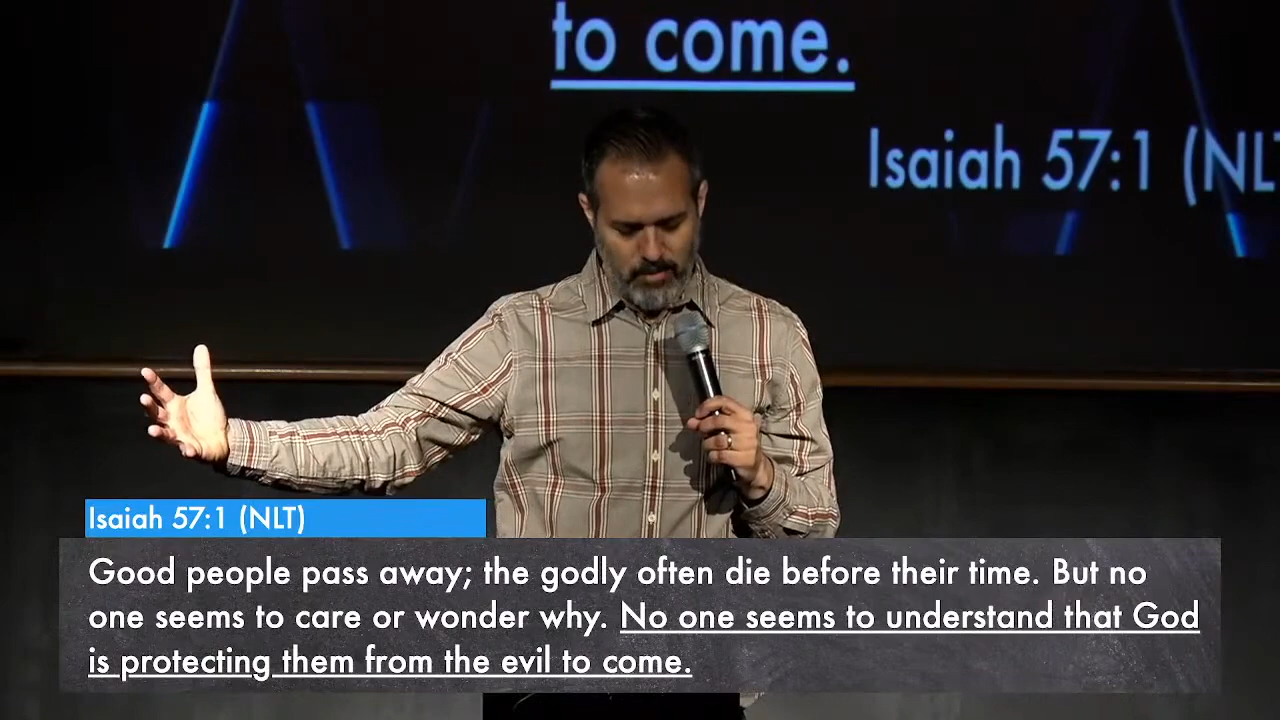 to come.
Isaiah 57:1 (NL
Isaiah 57:1 (NLT)
Good people pass away; the godly often die before their time. But no
one seems to care or wonder why. No one seems to understand that God
is protecting them from the evil to come.